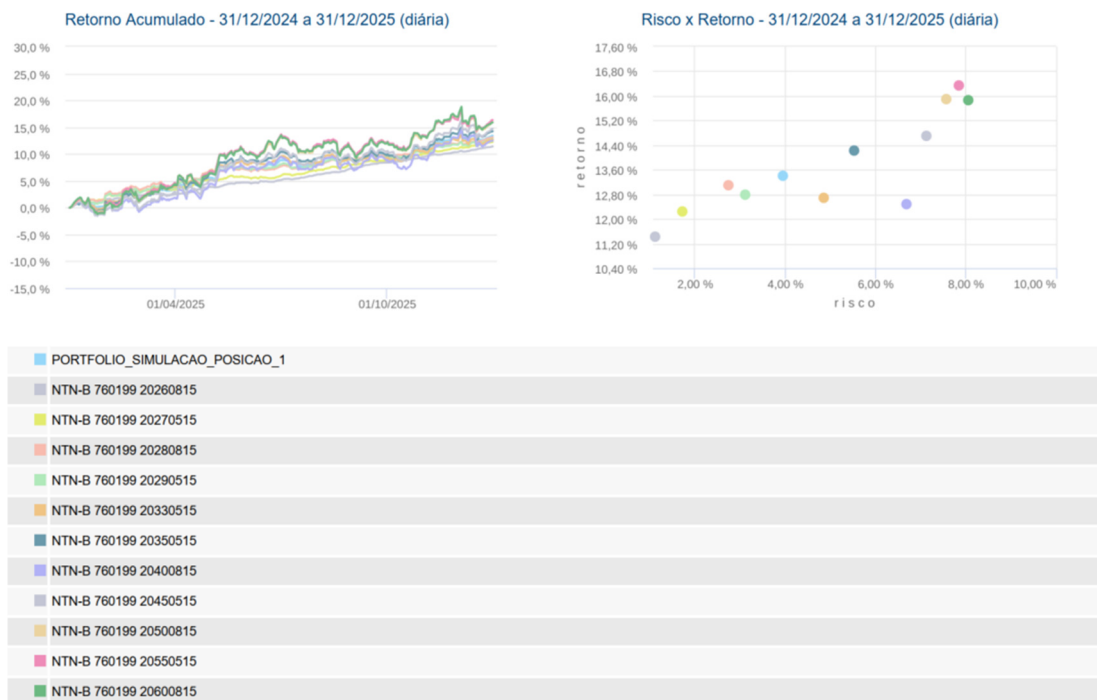 Retorno Acumulado - 31/12/2024 a 31/12/2025 (diária)
30,0 %
25,0 %
20,0 %
15,0 %
10,0 %
5,0 %
0,0 %
-5,0 %
-10,0 %
-15,0 %
01/04/2025
01/10/2025
Risco x Retorno - 31/12/2024 a 31/12/2025 (diária)
retorno
17,60 %
16,80 %
16,00 %
15,20 %
14,40 %
13,60 %
12,80 %
12,00 %
11,20 %
10,40 %
2,00 %
4,00 %
6,00 %
8,00 %
10,00 %
risco
PORTFOLIO_SIMULACAO_POSICAO_1
NTN-B 760199 20260815
NTN-B 760199 20270515
NTN-B 760199 20280815
NTN-B 760199 20290515
NTN-B 760199 20330515
NTN-B 760199 20350515
NTN-B 760199 20400815
NTN-B 760199 20450515
NTN-B 760199 20500815
NTN-B 760199 20550515
NTN-B 760199 20600815